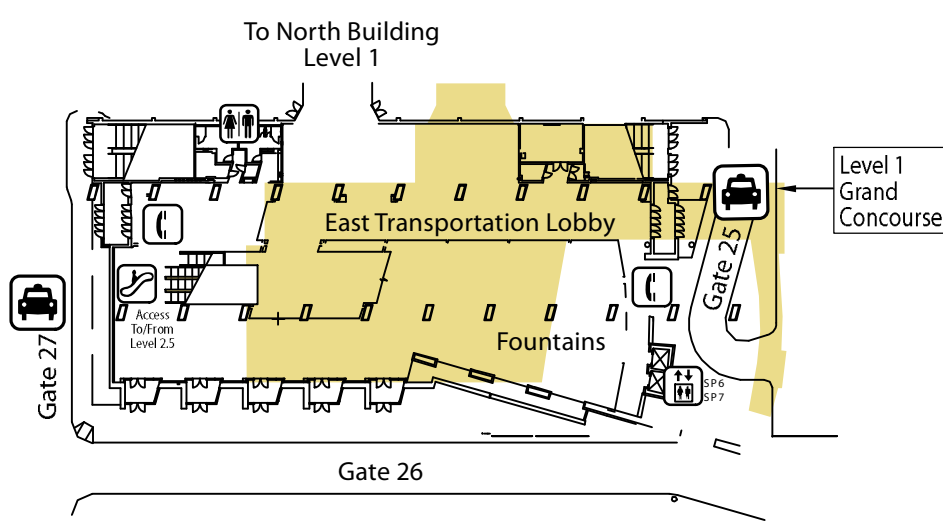 To North Building
Level 1
Level 1
Grand
Concourse
East Transportation Lobby
Gate 25
Access
To/From
Level 2.5
Fountains
Gate 27
SP6
SP7
Gate 26